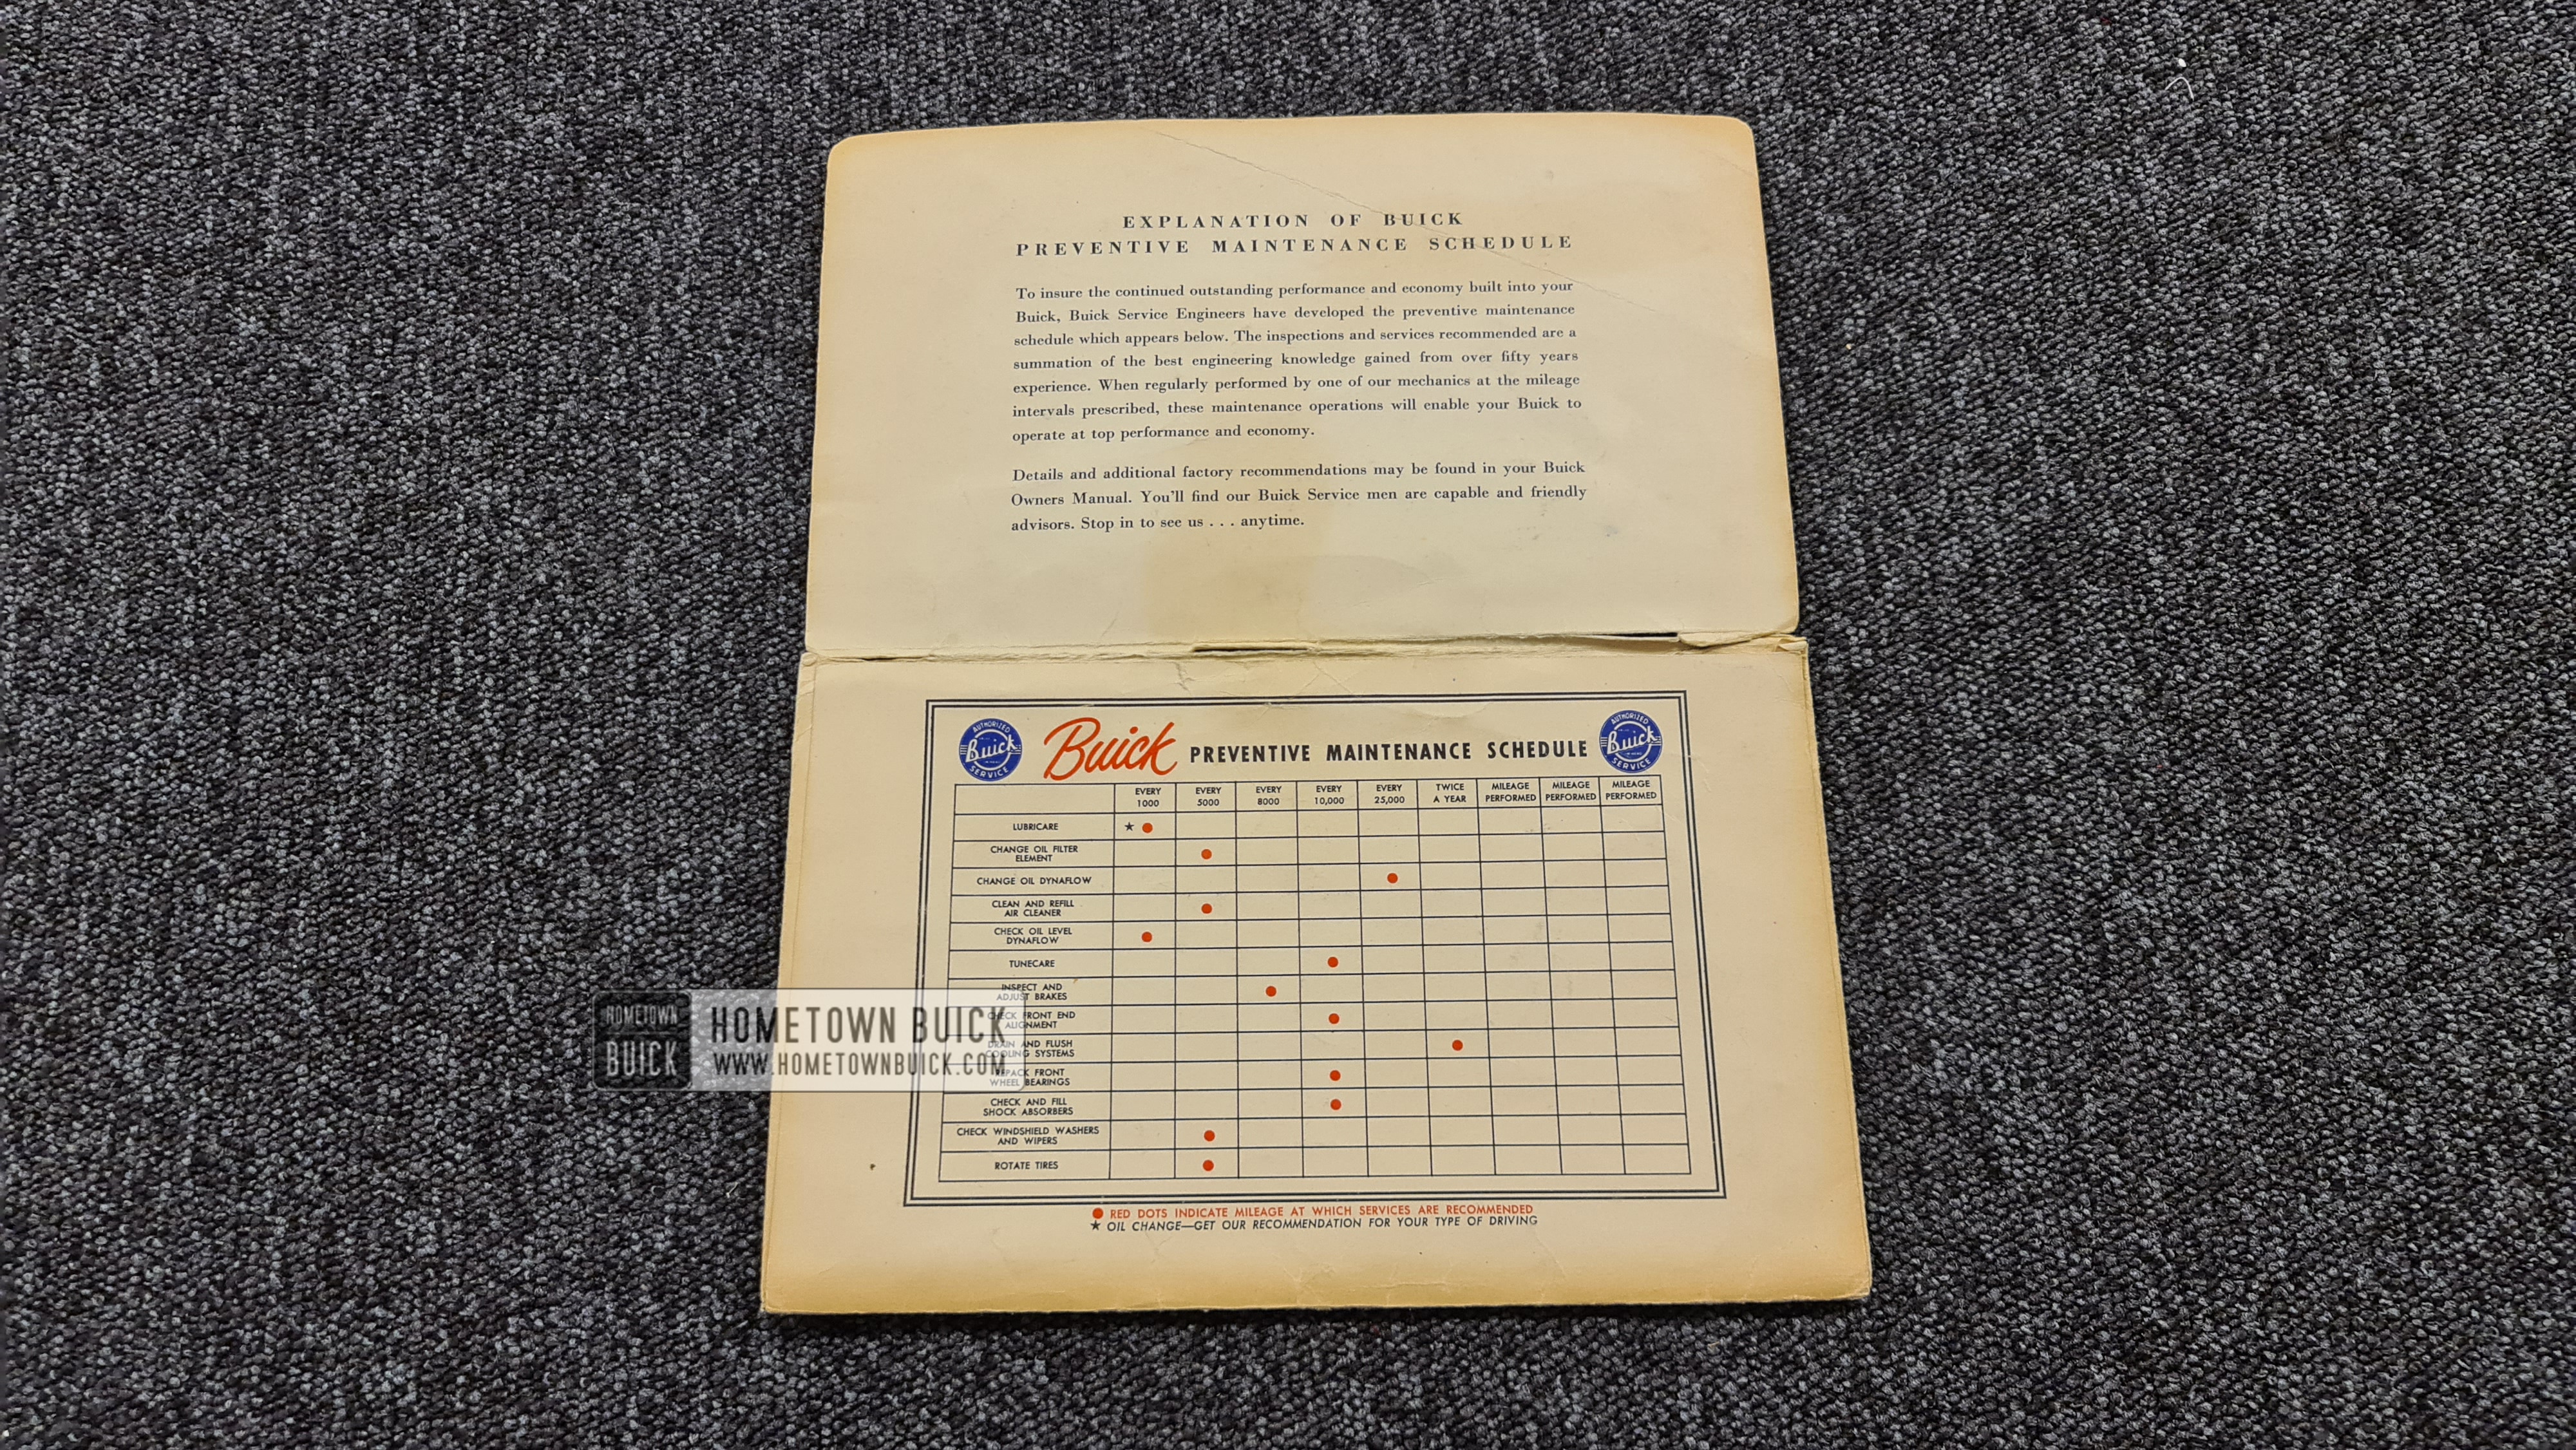 EXPLANATION OF BUICK
PREVENTIVE MAINTENANCE SCHEDULE
To insure the continued outstanding performance and economy built into your
Buick, Buick Service Engineers have developed the preventive maintenance
schedule which appears below. The inspections and services recommended are a
summation of the best engineering knowledge gained from over fifty years
experience. When regularly performed by one of our mechanics at the mileage
intervals prescribed, these maintenance operations will enable your Buick to
operate at top performance and economy.
Details and additional factory recommendations may be found in your Buick
Owners Manual. You'll find our Buick Service men are capable and friendly
advisors. Stop in to see us . . . anytime.
AUTHORIZED
Buick
SERVICE
Buick PREVENTIVE MAINTENANCE SCHEDULE
AUTHORIZED
Buick
SERVICE
EVERY 1000 EVERY 5000 EVERY 8000 EVERY 10,000 EVERY 25,000 TWICE A YEAR MILEAGE PERFORMED MILEAGE PERFORMED MILEAGE PERFORMED
LUBRICARE ★ ●
CHANGE OIL FILTER
ELEMENT
CHANGE OIL DYNAFLOW
CLEAN AND REFILL
AIR CLEANER
CHECK OIL LEVEL
DYNAFLOW
TUNECARE
INSPECT AND
ADJUST BRAKES
CHECK FRONT END
ALIGNMENT
DRAIN AND FLUSH
COOLING SYSTEMS
REPACK FRONT
WHEEL BEARINGS
CHECK AND FILL
SHOCK ABSORBERS
CHECK WINDSHIELD WASHERS
AND WIPERS
ROTATE TIRES
● RED DOTS INDICATE MILEAGE AT WHICH SERVICES ARE RECOMMENDED
★ OIL CHANGE—GET OUR RECOMMENDATION FOR YOUR TYPE OF DRIVING
HOMETOWN
BUICK
HOMETOWN BUICK
WWW.HOMETOWNBUICK.COM